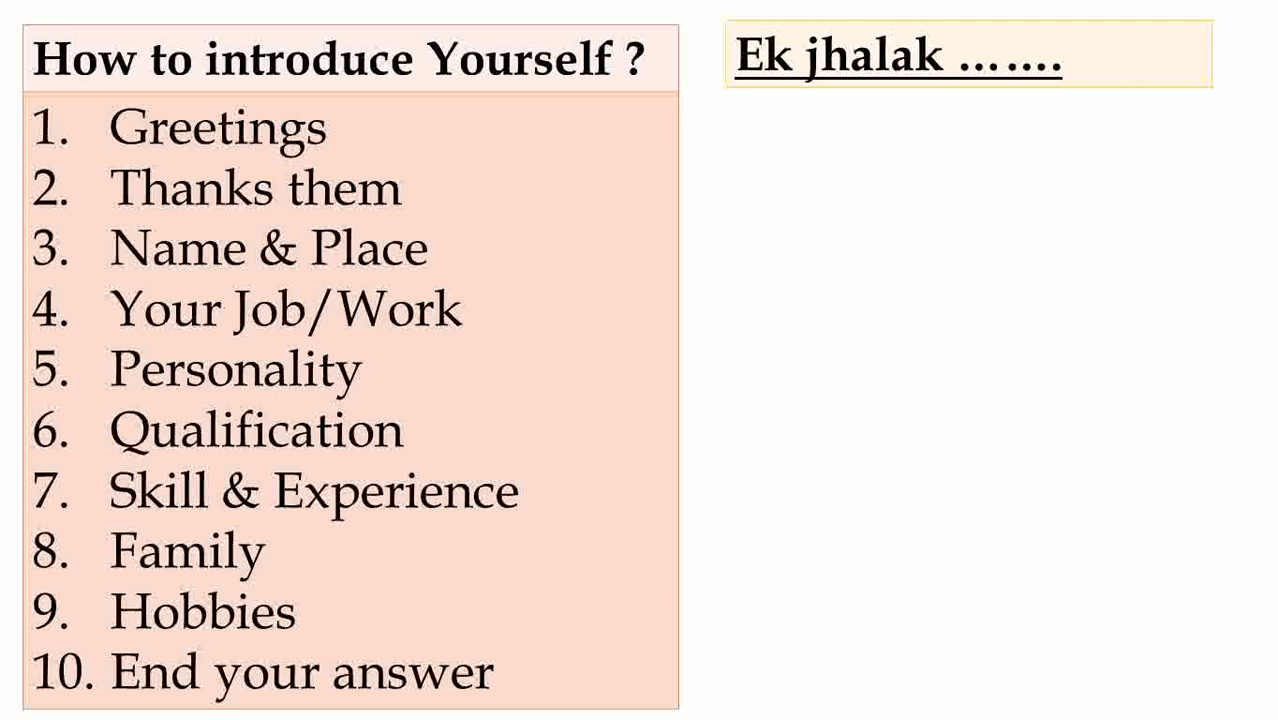 How to introduce Yourself ?
1. Greetings
2. Thanks them
3. Name & Place
4. Your Job/Work
5. Personality
6. Qualification
7. Skill & Experience
8. Family
9. Hobbies
10. End your answer
Ek jhalak …….